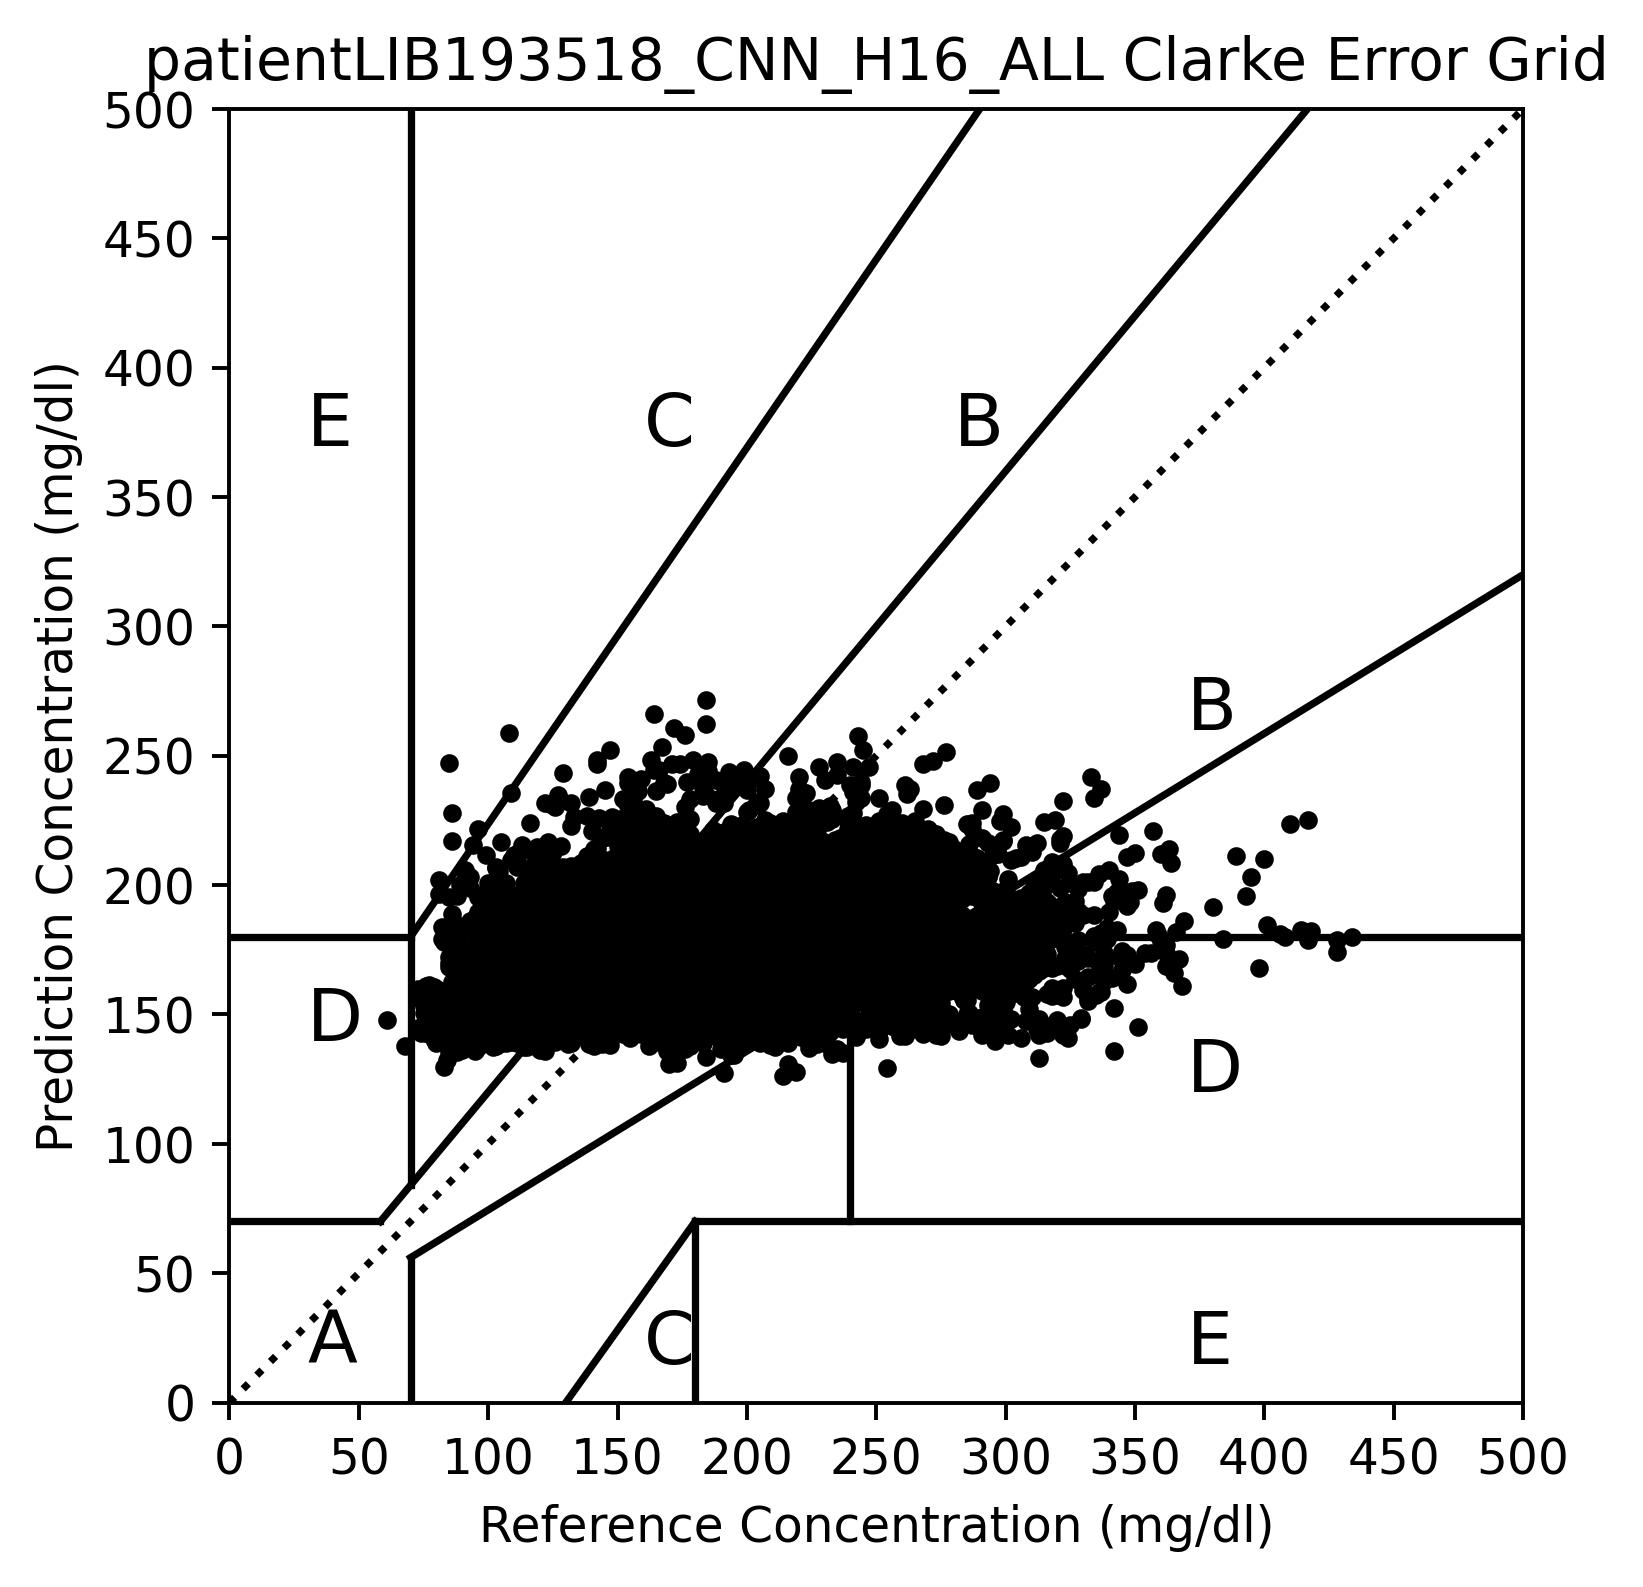 patientLIB193518_CNN_H16_ALL Clarke Error Grid
500
450
400
350
300
250
200
150
100
50
0
Prediction Concentration (mg/dl)
E
C
B
B
D
D
A
C
E
0 50 100 150 200 250 300 350 400 450 500
Reference Concentration (mg/dl)